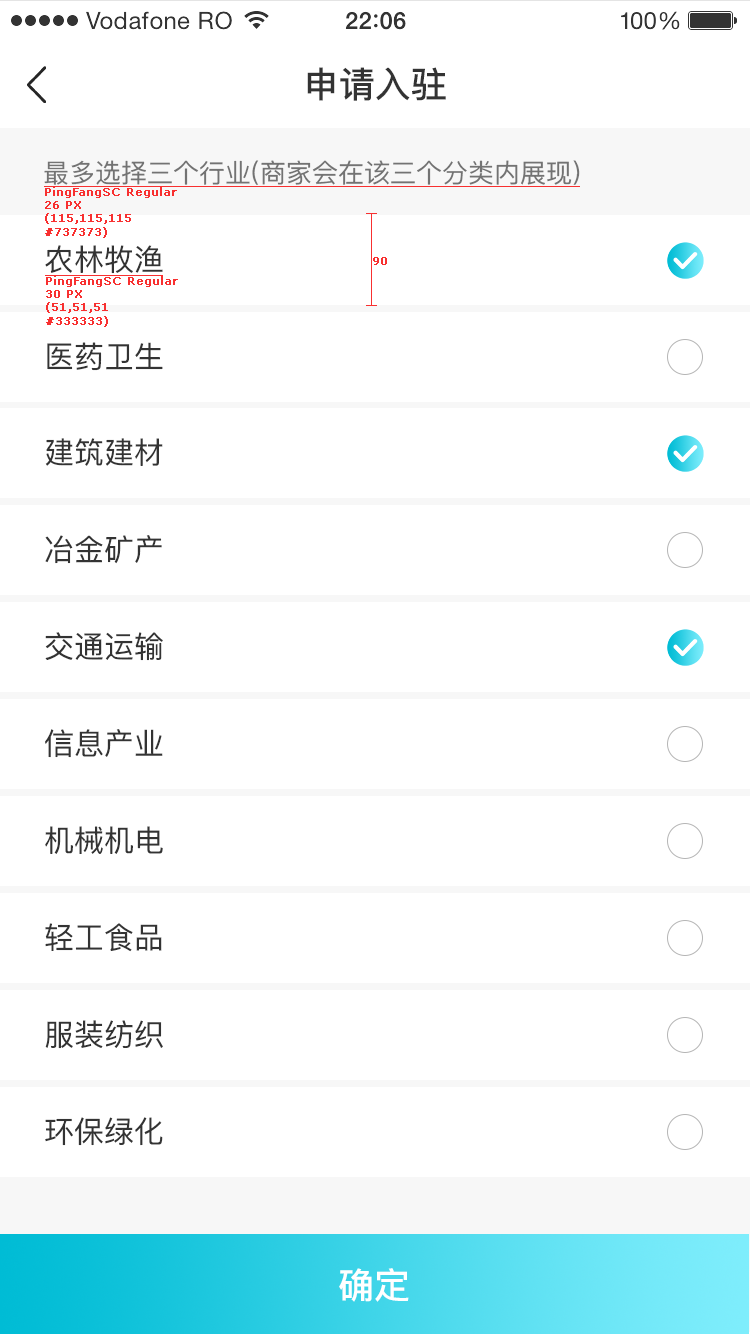 ●●●●● Vodafone RO 22:06 100%
申请入驻
最多选择三个行业(商家会在该三个分类内展现)
PingFangSC Regular
26 PX
(115,115,115
#737373)
农林牧渔
90
PingFangSC Regular
30 PX
(51,51,51
#333333)
医药卫生
建筑建材
冶金矿产
交通运输
信息产业
机械机电
轻工食品
服装纺织
环保绿化
确定